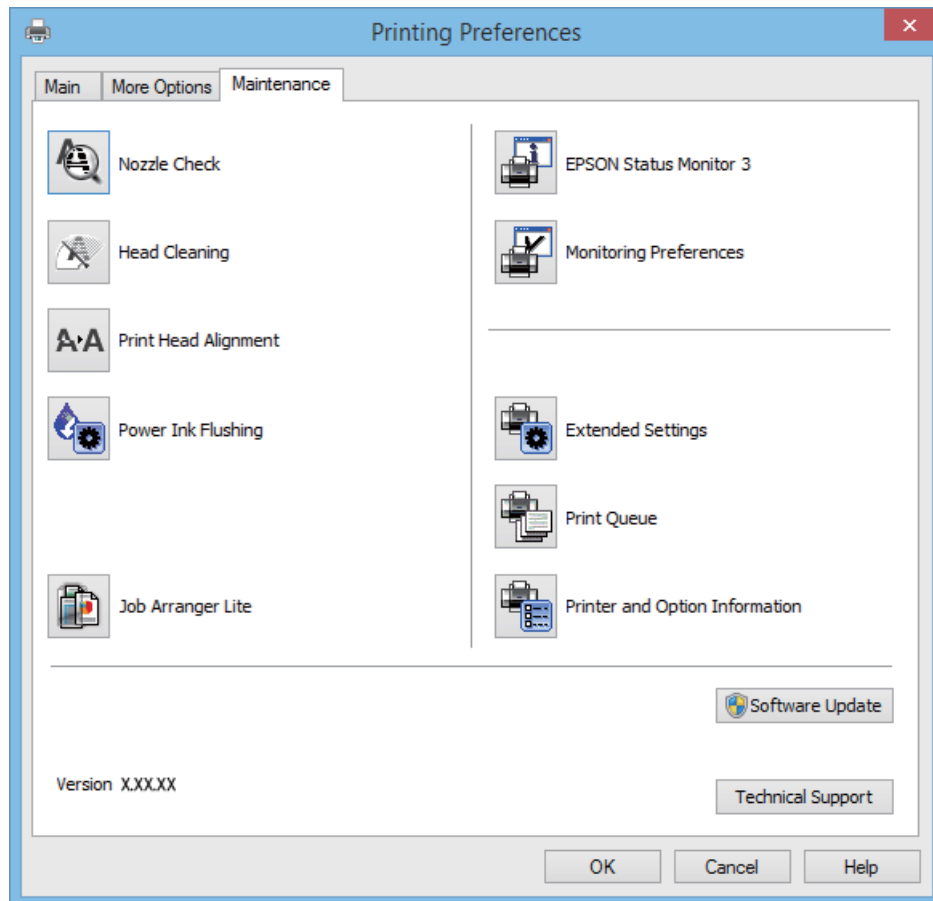 Printing Preferences
Main
More Options
Maintenance
Nozzle Check
Head Cleaning
Print Head Alignment
Power Ink Flushing
Job Arranger Lite
EPSON Status Monitor 3
Monitoring Preferences
Extended Settings
Print Queue
Printer and Option Information
Software Update
Version X.XX.XX
Technical Support
OK
Cancel
Help